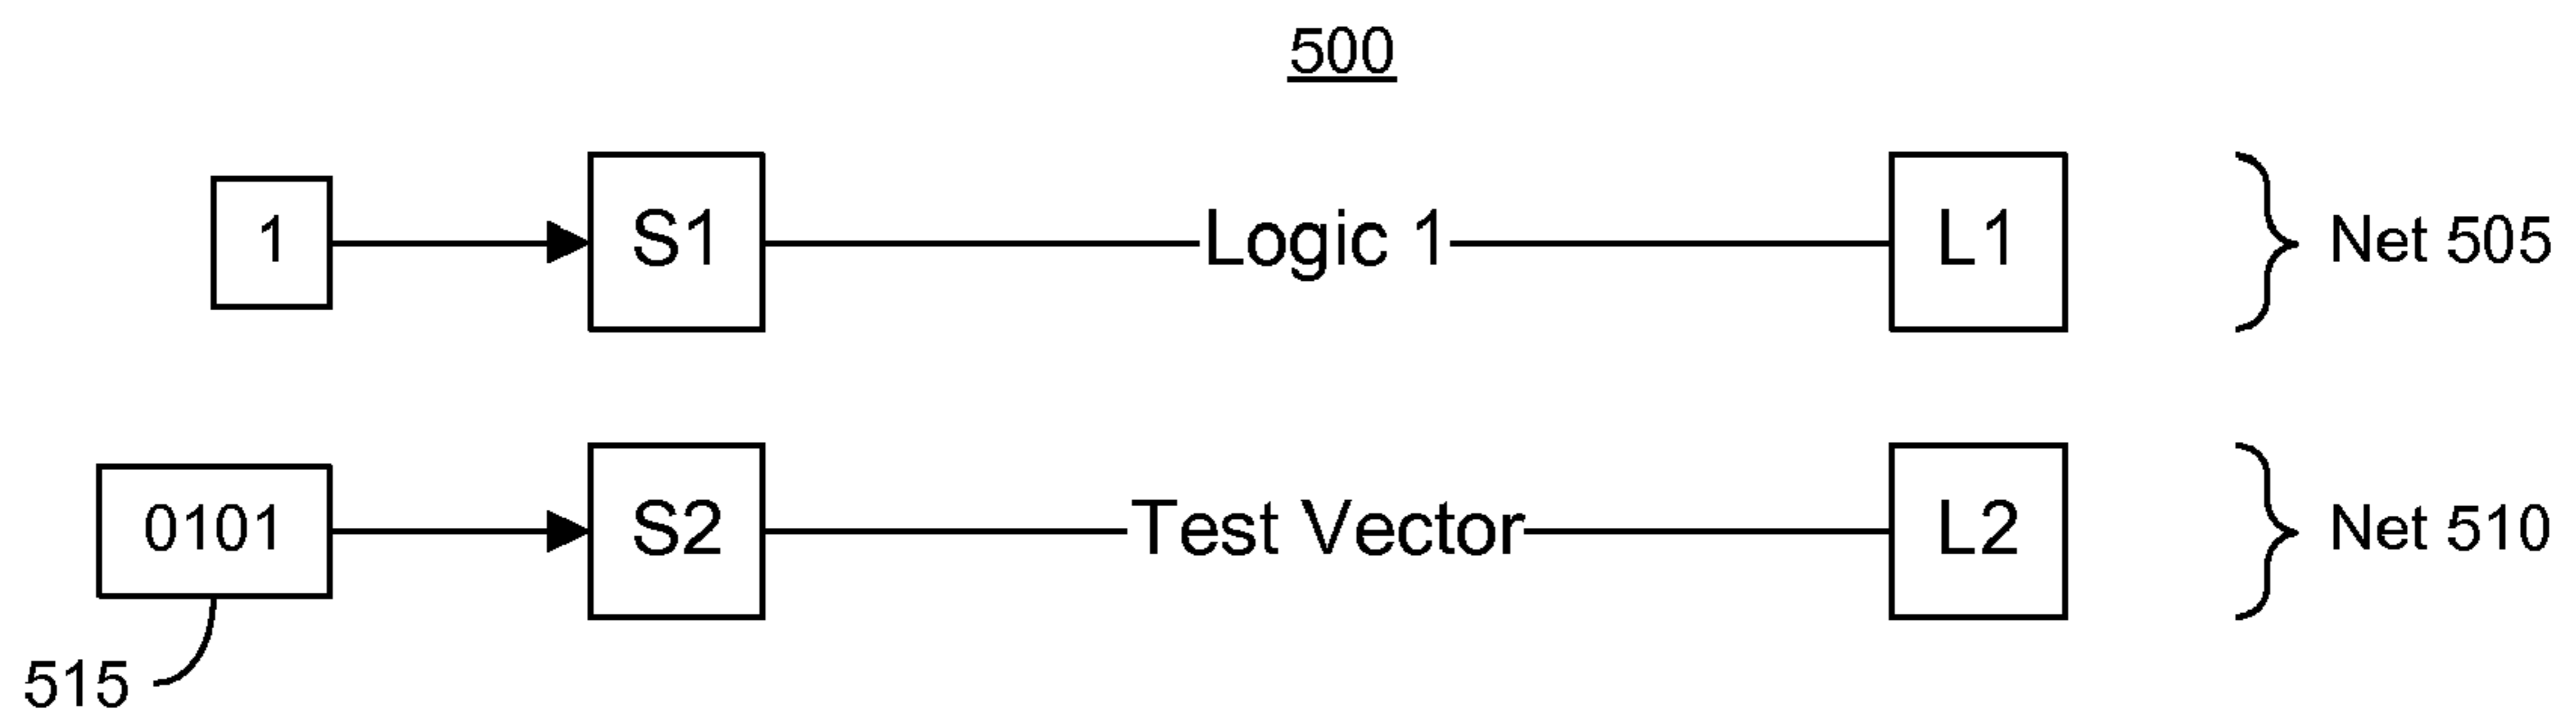 500
1 S1 Logic 1 L1 Net 505
0101 S2 Test Vector L2 Net 510
515